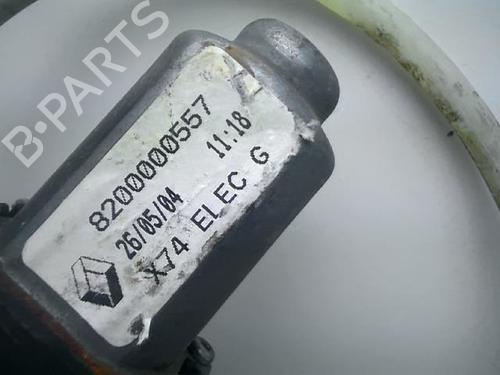 B·PARTS
8200000557
26/05/04 11:18
X74 ELEC G